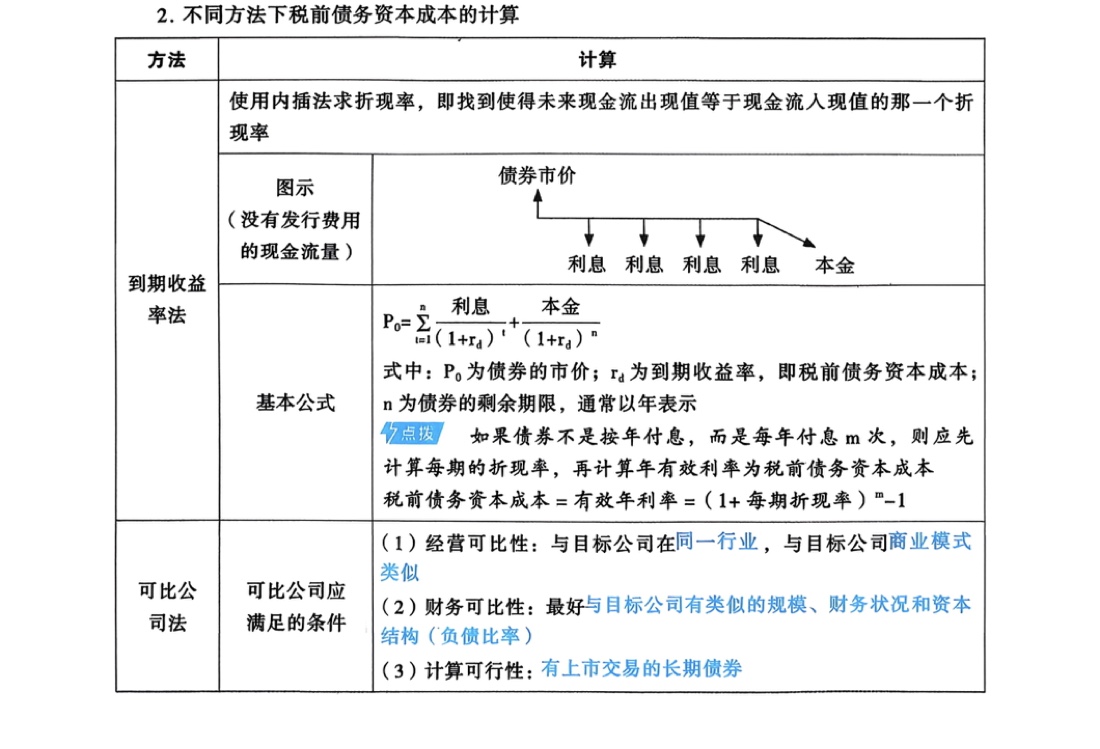 2. 不同方法下税前债务资本成本的计算
方法
计算
到期收益
率法
使用内插法求折现率，即找到使得未来现金流出现值等于现金流入现值的那一个折
现率
图示
（没有发行费用
的现金流量）
债券市价
利息 利息 利息 利息 本金
基本公式
P₀=∑ₜ₌₁ⁿ 利息/（1+r_d）ᵗ+本金/（1+r_d）ⁿ
式中：P₀为债券的市价；r_d为到期收益率，即税前债务资本成本；
n 为债券的剩余期限，通常以年表示
点拨 如果债券不是按年付息，而是每年付息 m 次，则应先
计算每期的折现率，再计算年有效利率为税前债务资本成本
税前债务资本成本=有效年利率=（1+每期折现率）ᵐ-1
可比公
司法
可比公司应
满足的条件
（1）经营可比性：与目标公司在同一行业，与目标公司商业模式
类似
（2）财务可比性：最好与目标公司有类似的规模、财务状况和资本
结构（负债比率）
（3）计算可行性：有上市交易的长期债券